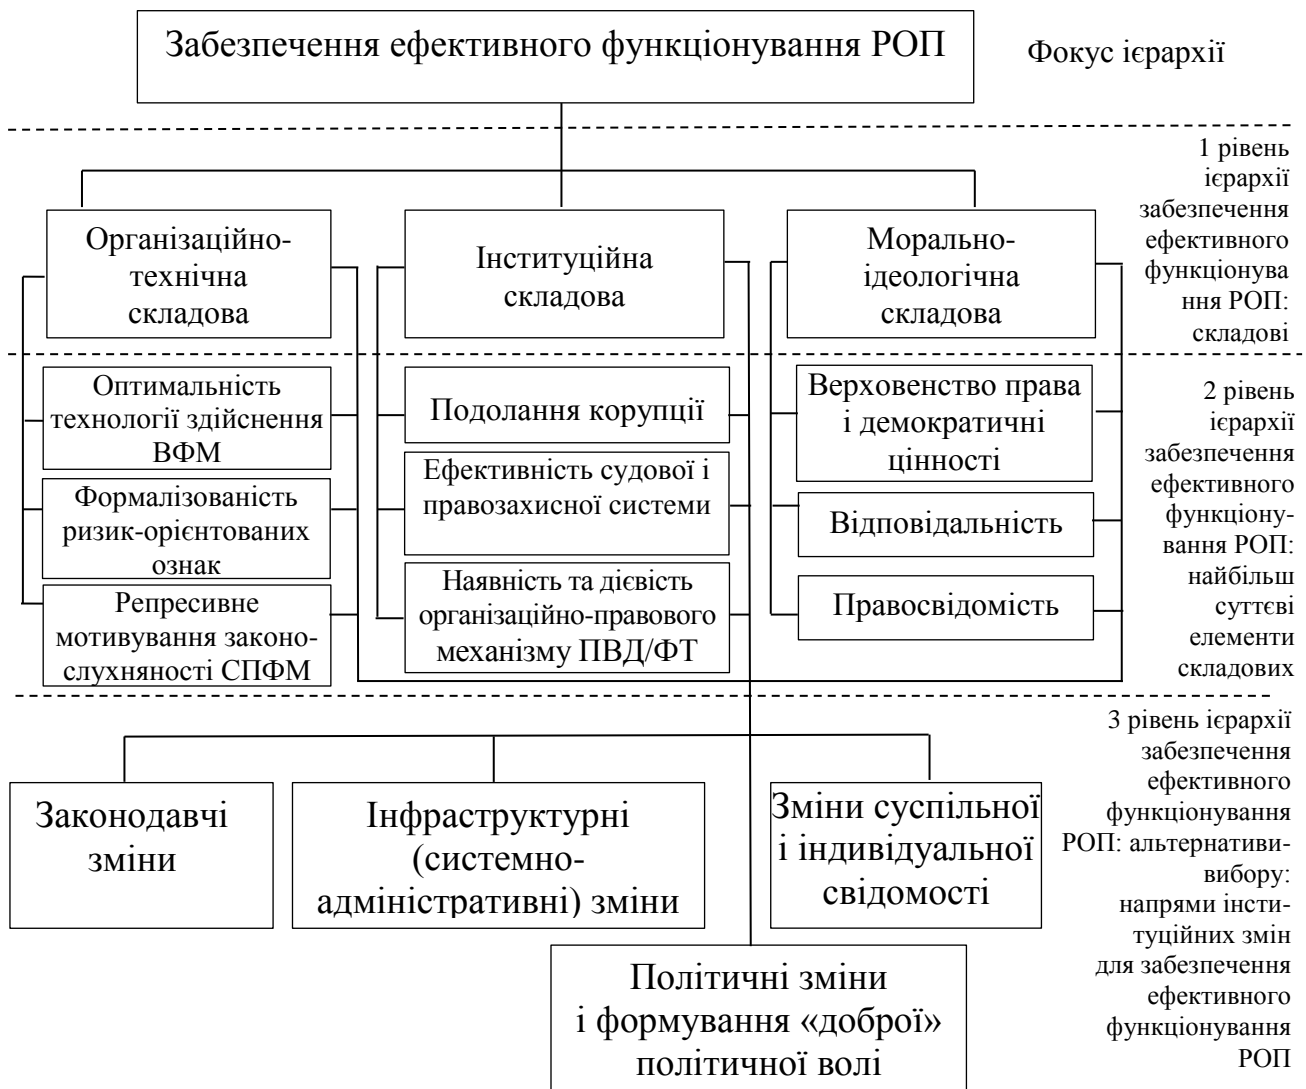 Забезпечення ефективного функціонування РОП
Фокус ієрархії
1 рівень
ієрархії
забезпечення
ефективного
функціонува
ння РОП:
складові
Організаційно-
технічна
складова
Інституційна
складова
Морально-
ідеологічна
складова
Оптимальність
технології здійснення
ВФМ
Подолання корупції
Верховенство права
і демократичні
цінності
2 рівень
ієрархії
забезпечення
ефективного
функціону-
вання РОП:
найбільш
суттєві
елементи
складових
Формалізованість
ризик-орієнтованих
ознак
Ефективність судової і
правозахисної системи
Відповідальність
Репресивне
мотивування законо-
слухняності СПФМ
Наявність та дієвість
організаційно-правового
механізму ПВД/ФТ
Правосвідомість
3 рівень ієрархії
забезпечення
ефективного
функціонування
РОП: альтернативи-
вибору:
напрями інсти-
туційних змін
для забезпечення
ефективного
функціонування
РОП
Законодавчі
зміни
Інфраструктурні
(системно-
адміністративні) зміни
Зміни суспільної
і індивідуальної
свідомості
Політичні зміни
і формування «доброї»
політичної волі